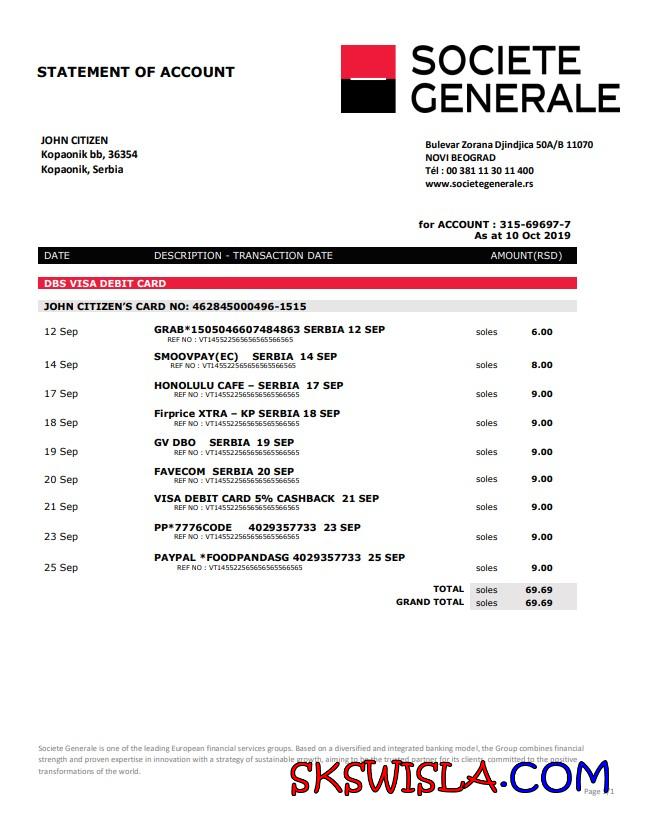 STATEMENT OF ACCOUNT
SOCIETE
GENERALE
JOHN CITIZEN
Kopaonik bb, 36354
Kopaonik, Serbia
Bulevar Zorana Djindjica 50A/B 11070
NOVI BEOGRAD
Tél : 00 381 11 30 11 400
www.societegenerale.rs
for ACCOUNT : 315-69697-7
As at 10 Oct 2019
DATE DESCRIPTION - TRANSACTION DATE AMOUNT(RSD)
DBS VISA DEBIT CARD
JOHN CITIZEN'S CARD NO: 462845000496-1515
12 Sep GRAB*1505046607484863 SERBIA 12 SEP soles 6.00
REF NO : VT145522565656565566565
14 Sep SMOOVPAY(EC) SERBIA 14 SEP soles 8.00
REF NO : VT145522565656565566565
17 Sep HONOLULU CAFE – SERBIA 17 SEP soles 9.00
REF NO : VT145522565656565566565
18 Sep Firprice XTRA – KP SERBIA 18 SEP soles 9.00
REF NO : VT145522565656565566565
19 Sep GV DBO SERBIA 19 SEP soles 9.00
REF NO : VT145522565656565566565
20 Sep FAVECOM SERBIA 20 SEP soles 9.00
REF NO : VT145522565656565566565
21 Sep VISA DEBIT CARD 5% CASHBACK 21 SEP soles 9.00
REF NO : VT145522565656565566565
23 Sep PP*7776CODE 4029357733 23 SEP soles 9.00
REF NO : VT145522565656565566565
25 Sep PAYPAL *FOODPANDASG 4029357733 25 SEP soles 9.00
REF NO : VT145522565656565566565
TOTAL soles 69.69
GRAND TOTAL soles 69.69
Societe Generale is one of the leading European financial services groups. Based on a diversified and integrated banking model, the Group combines financial
strength and proven expertise in innovation with a strategy of sustainable growth, aiming to be the trusted partner for its clients, committed to the positive
transformations of the world.
SKSWISLA.COM
Page 1